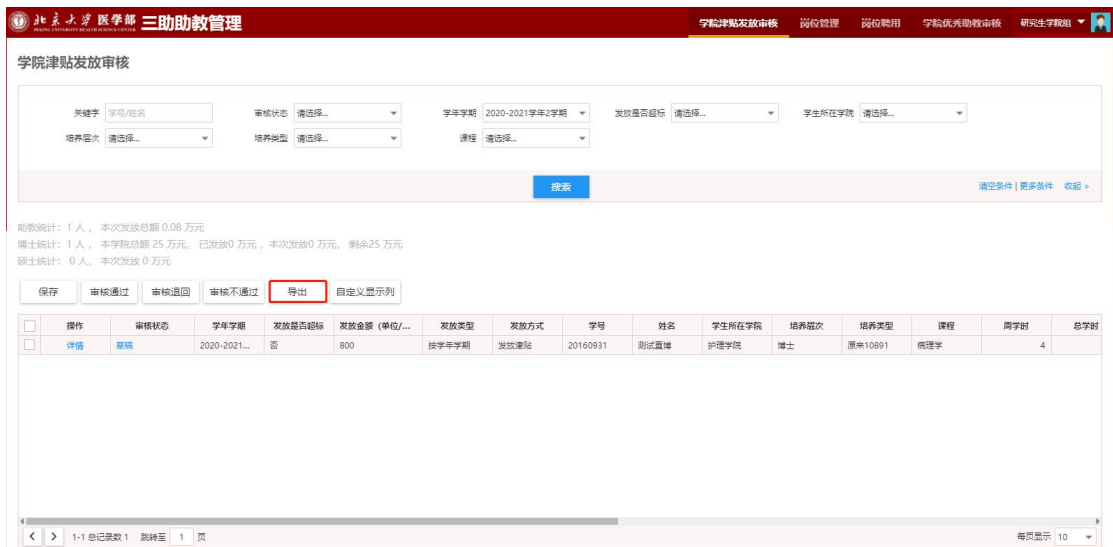 北京大学 医学部 三助助教管理 学院津贴发放审核 岗位管理 岗位聘用 学院优秀助教审核 研究生学院组
PEKING UNIVERSITY HEALTH SCIENCE CENTER
学院津贴发放审核
关键字 学号/姓名 审核状态 请选择... 学年学期 2020-2021学年2学期 发放是否超标 请选择... 学生所在学院 请选择...
培养层次 请选择... 培养类型 请选择... 课程 请选择...
搜索 清空条件 | 更多条件 收起 >
助教统计：1 人， 本次发放总额 0.08 万元
博士统计：1 人， 本学院总额 25 万元， 已发放0 万元， 本次发放0 万元， 剩余25 万元
硕士统计： 0 人， 本次发放 0 万元
保存 审核通过 审核退回 审核不通过 导出 自定义显示列
操作 审核状态 学年学期 发放是否超标 发放金额（单位/... 发放类型 发放方式 学号 姓名 学生所在学院 培养层次 培养类型 课程 周学时 总学时
详情 草稿 2020-2021... 否 800 按学年学期 发放津贴 20160931 测试直博 护理学院 博士 原来10891 病理学 4
< > 1-1 总记录数 1 跳转至 1 页 每页显示 10